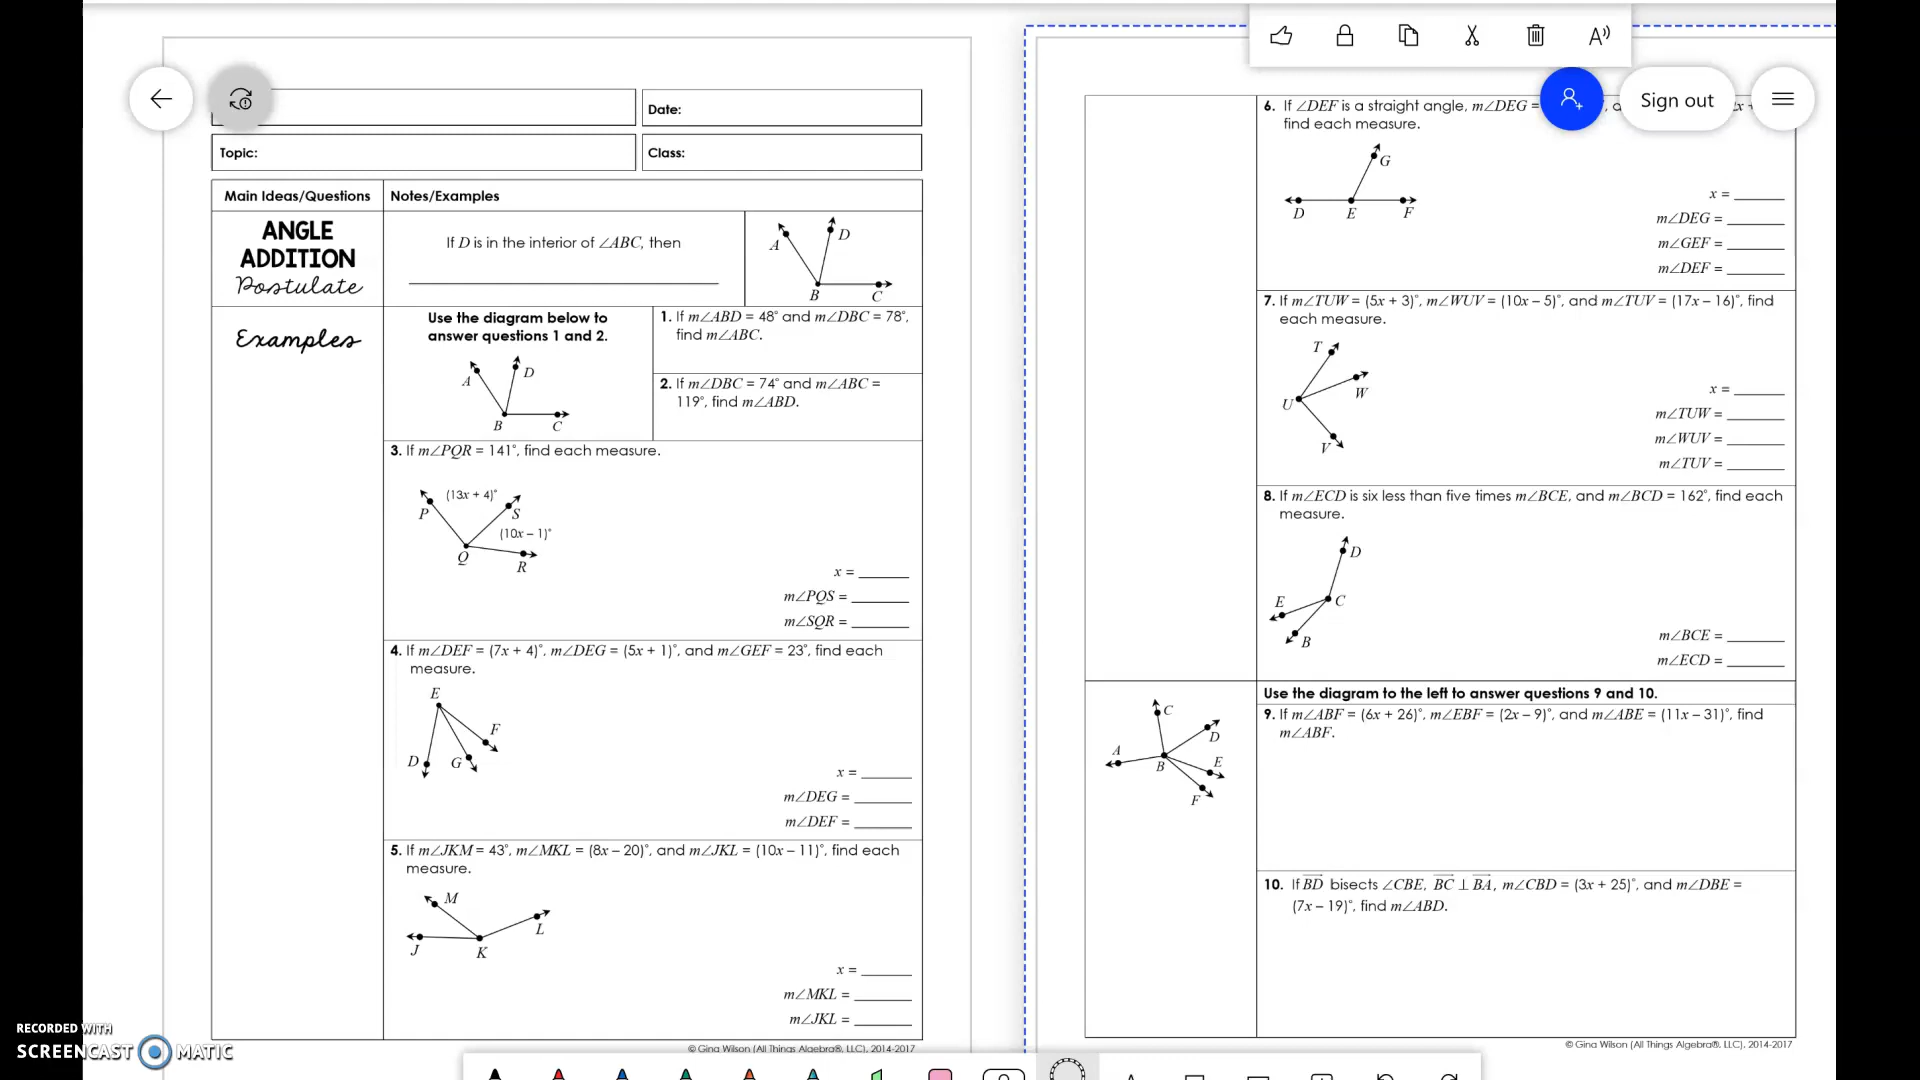 Sign out
Date:
Topic:
Class:
Main Ideas/Questions
Notes/Examples
ANGLE
ADDITION
Postulate
If D is in the interior of ∠ABC, then
A
D
B
C
Examples
Use the diagram below to
answer questions 1 and 2.
A
D
B
C
1. If m∠ABD = 48° and m∠DBC = 78°,
find m∠ABC.
2. If m∠DBC = 74° and m∠ABC =
119°, find m∠ABD.
3. If m∠PQR = 141°, find each measure.
(13x + 4)°
P
S
(10x – 1)°
Q
R
x =
m∠PQS =
m∠SQR =
4. If m∠DEF = (7x + 4)°, m∠DEG = (5x + 1)°, and m∠GEF = 23°, find each
measure.
E
F
D
G
x =
m∠DEG =
m∠DEF =
5. If m∠JKM = 43°, m∠MKL = (8x – 20)°, and m∠JKL = (10x – 11)°, find each
measure.
M
L
J
K
x =
m∠MKL =
m∠JKL =
© Gina Wilson (All Things Algebra®, LLC), 2014-2017
6. If ∠DEF is a straight angle, m∠DEG =
find each measure.
G
D
E
F
x =
m∠DEG =
m∠GEF =
m∠DEF =
7. If m∠TUW = (5x + 3)°, m∠WUV = (10x – 5)°, and m∠TUV = (17x – 16)°, find
each measure.
T
W
U
V
x =
m∠TUW =
m∠WUV =
m∠TUV =
8. If m∠ECD is six less than five times m∠BCE, and m∠BCD = 162°, find each
measure.
D
E
C
B
m∠BCE =
m∠ECD =
Use the diagram to the left to answer questions 9 and 10.
C
D
A
B
E
F
9. If m∠ABF = (6x + 26)°, m∠EBF = (2x – 9)°, and m∠ABE = (11x – 31)°, find
m∠ABF.
10. If BD bisects ∠CBE, BC ⊥ BA, m∠CBD = (3x + 25)°, and m∠DBE =
(7x – 19)°, find m∠ABD.
© Gina Wilson (All Things Algebra®, LLC), 2014-2017
RECORDED WITH
SCREENCAST MATIC